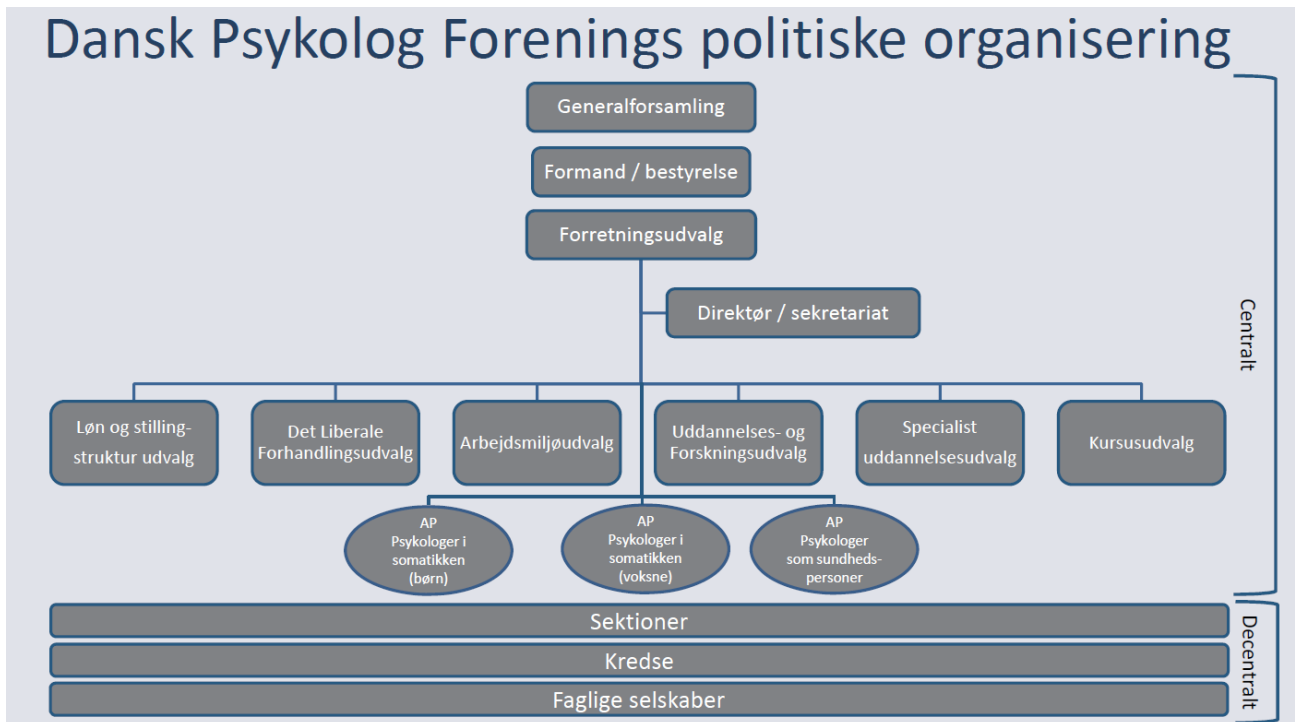 Dansk Psykolog Forenings politiske organisering
Generalforsamling
Formand / bestyrelse
Forretningsudvalg
Direktør / sekretariat
Løn og stilling-
struktur udvalg
Det Liberale
Forhandlingsudvalg
Arbejdsmiljøudvalg
Uddannelses- og
Forskningsudvalg
Specialist
uddannelsesudvalg
Kursusudvalg
AP
Psykologer i
somatikken
(børn)
AP
Psykologer i
somatikken
(voksne)
AP
Psykologer
som sundheds-
personer
Centralt
Sektioner
Kredse
Faglige selskaber
Decentralt